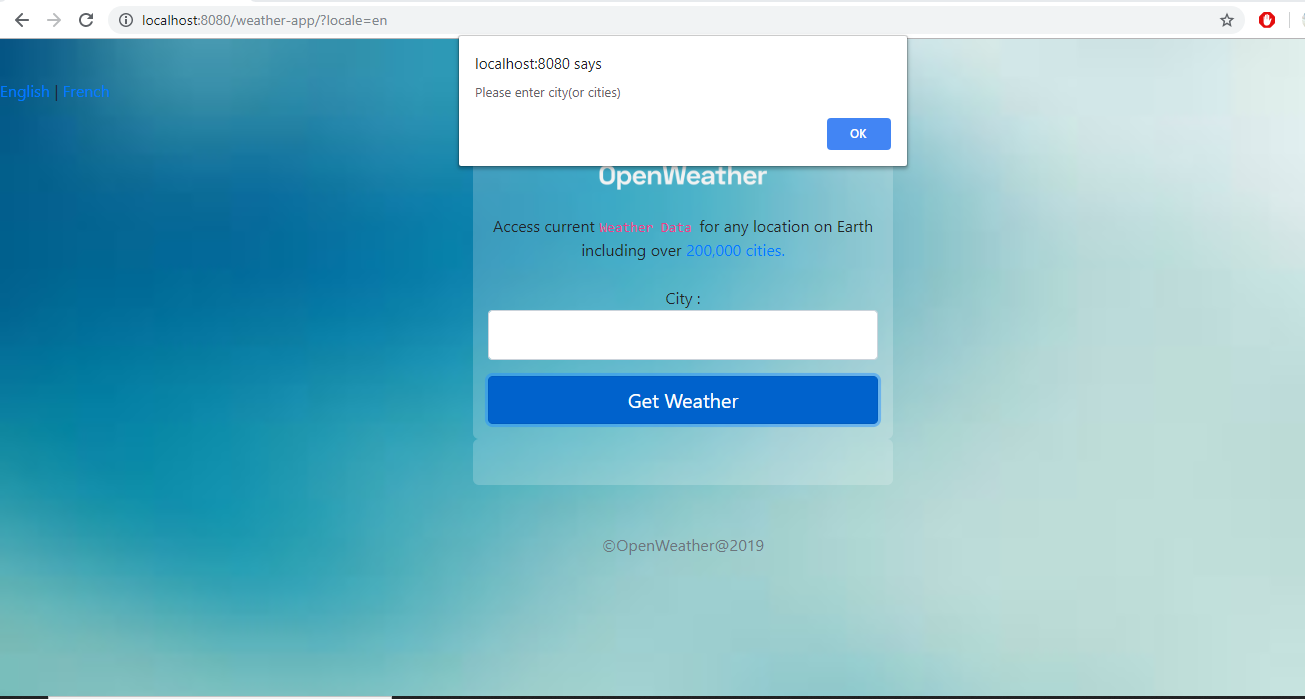 localhost:8080/weather-app/?locale=en
localhost:8080 says
Please enter city(or cities)
OK
English | French
OpenWeather
Access current Weather Data for any location on Earth
including over 200,000 cities.
City :
Get Weather
©OpenWeather@2019